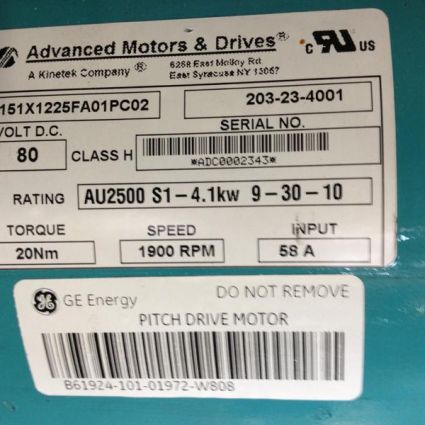 Advanced Motors & Drives®
A Kinetek Company ®
6268 East Molloy Rd
East Syracuse NY 13057
c RU US
151X1225FA01PC02
203-23-4001
VOLT D.C.
SERIAL NO.
80
CLASS H
*ADC0002343*
RATING
AU2500 S1-4.1kw 9-30-10
TORQUE
SPEED
INPUT
20Nm
1900 RPM
58 A
GE Energy
DO NOT REMOVE
PITCH DRIVE MOTOR
B61924-101-01972-W808